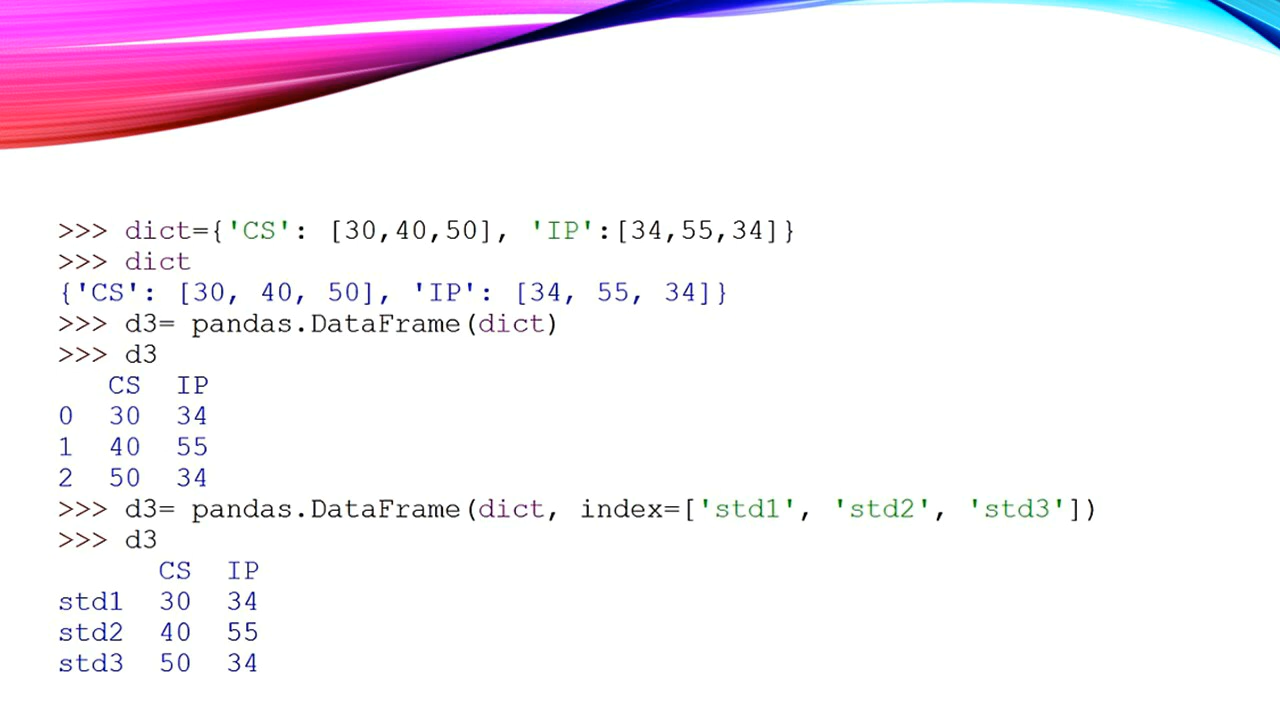 >>> dict={'CS': [30,40,50], 'IP':[34,55,34]}
>>> dict
{'CS': [30, 40, 50], 'IP': [34, 55, 34]}
>>> d3= pandas.DataFrame(dict)
>>> d3
   CS  IP
0  30  34
1  40  55
2  50  34
>>> d3= pandas.DataFrame(dict, index=['std1', 'std2', 'std3'])
>>> d3
      CS  IP
std1  30  34
std2  40  55
std3  50  34